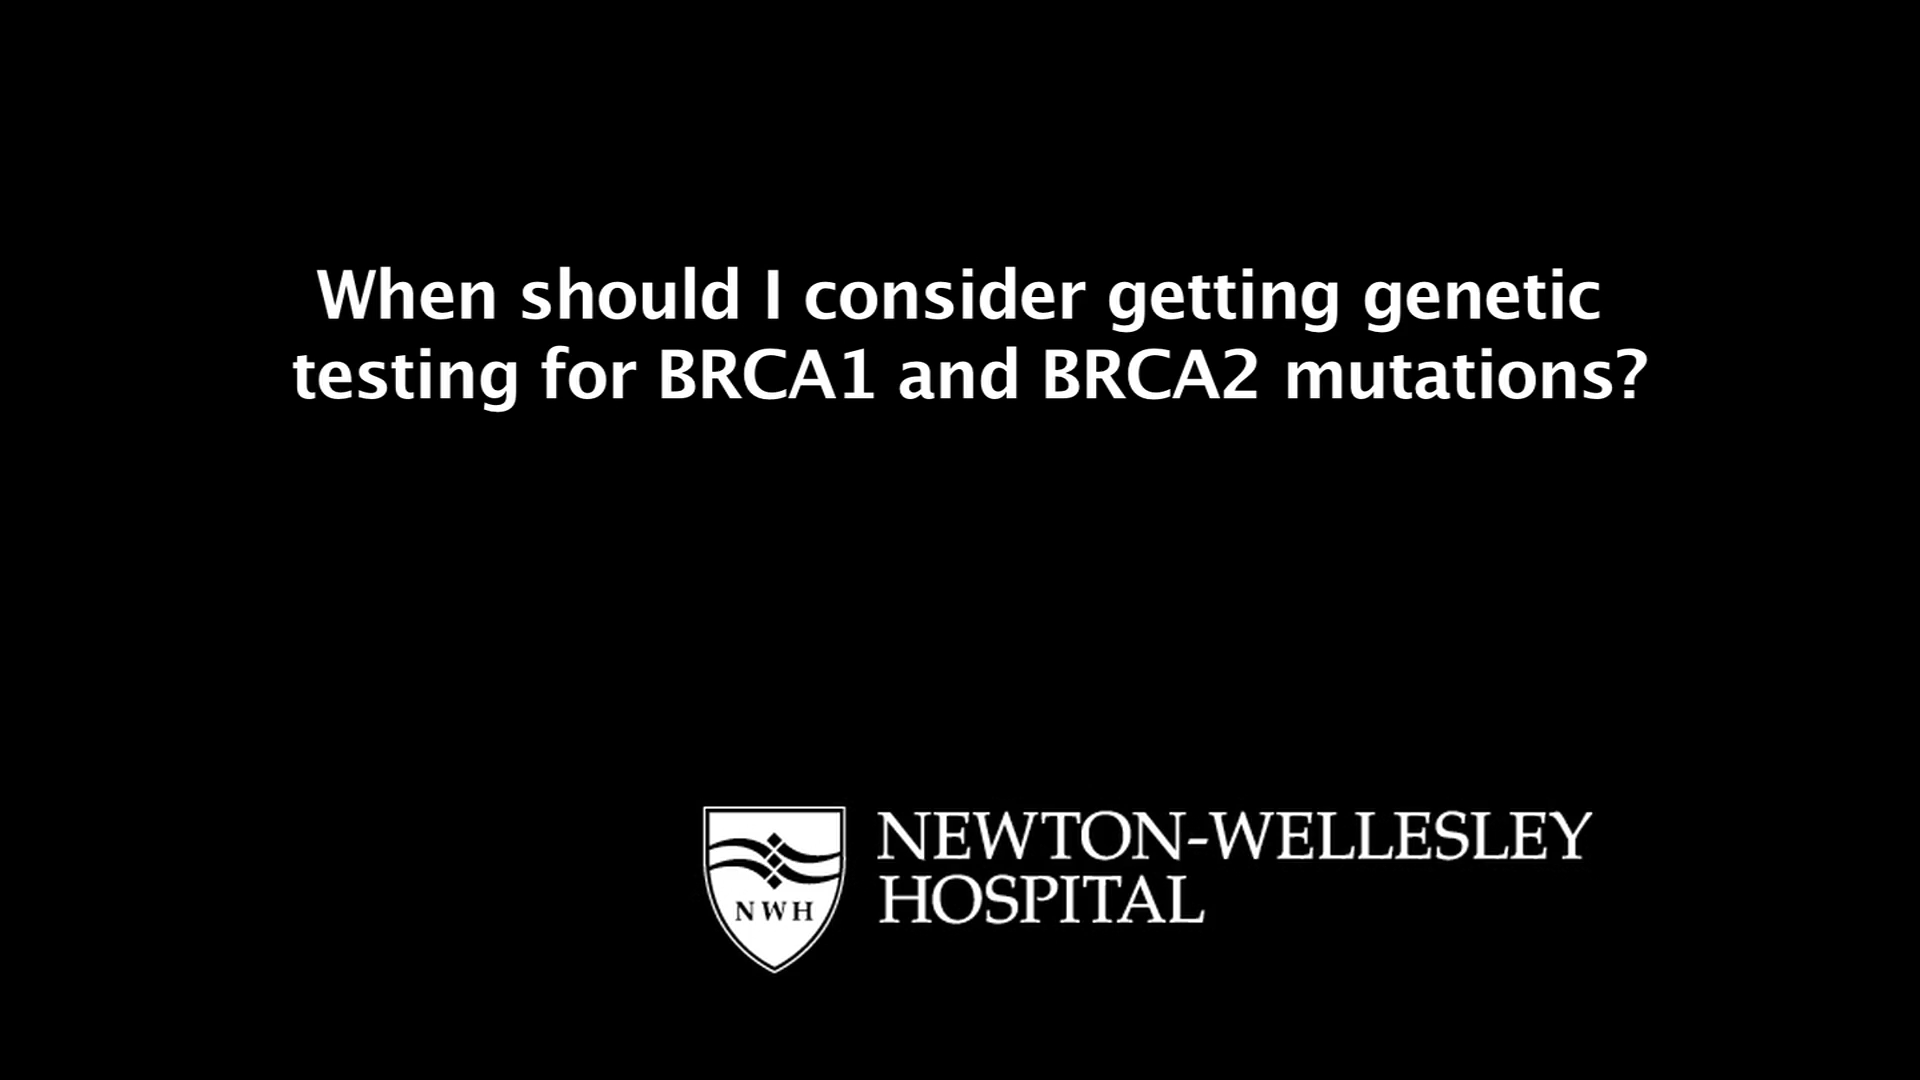 When should I consider getting genetic
testing for BRCA1 and BRCA2 mutations?
NWH
NEWTON-WELLESLEY
HOSPITAL